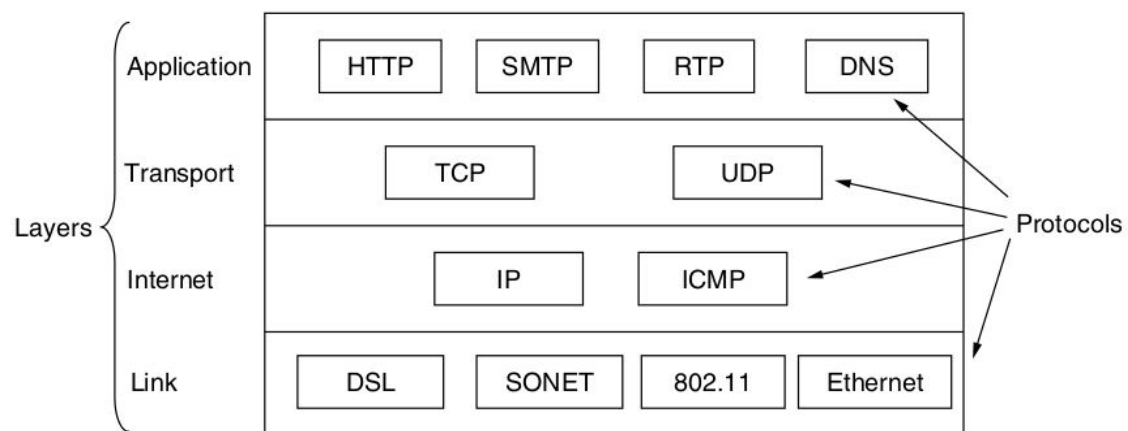 Application
HTTP
SMTP
RTP
DNS
Transport
TCP
UDP
Layers
Protocols
Internet
IP
ICMP
Link
DSL
SONET
802.11
Ethernet